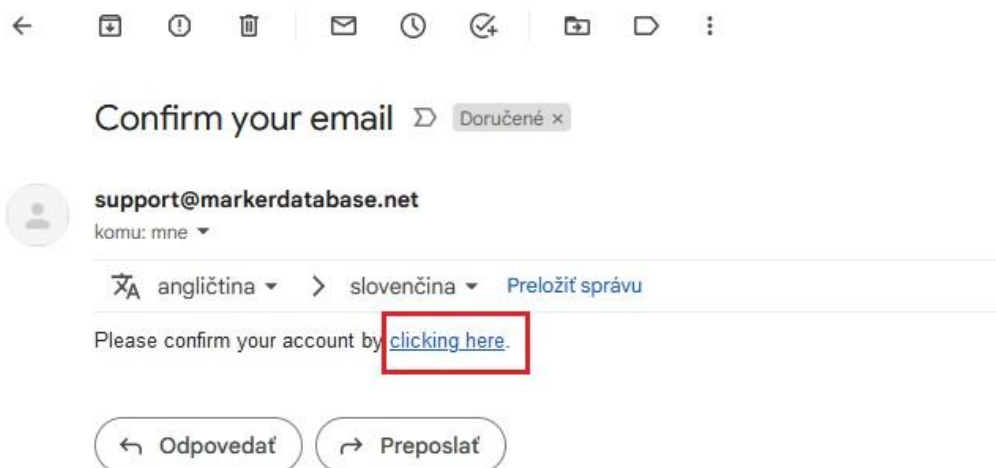 Confirm your email Doručené ×
support@markerdatabase.net
komu: mne
angličtina > slovenčina Preložiť správu
Please confirm your account by clicking here.
Odpovedať Preposlať